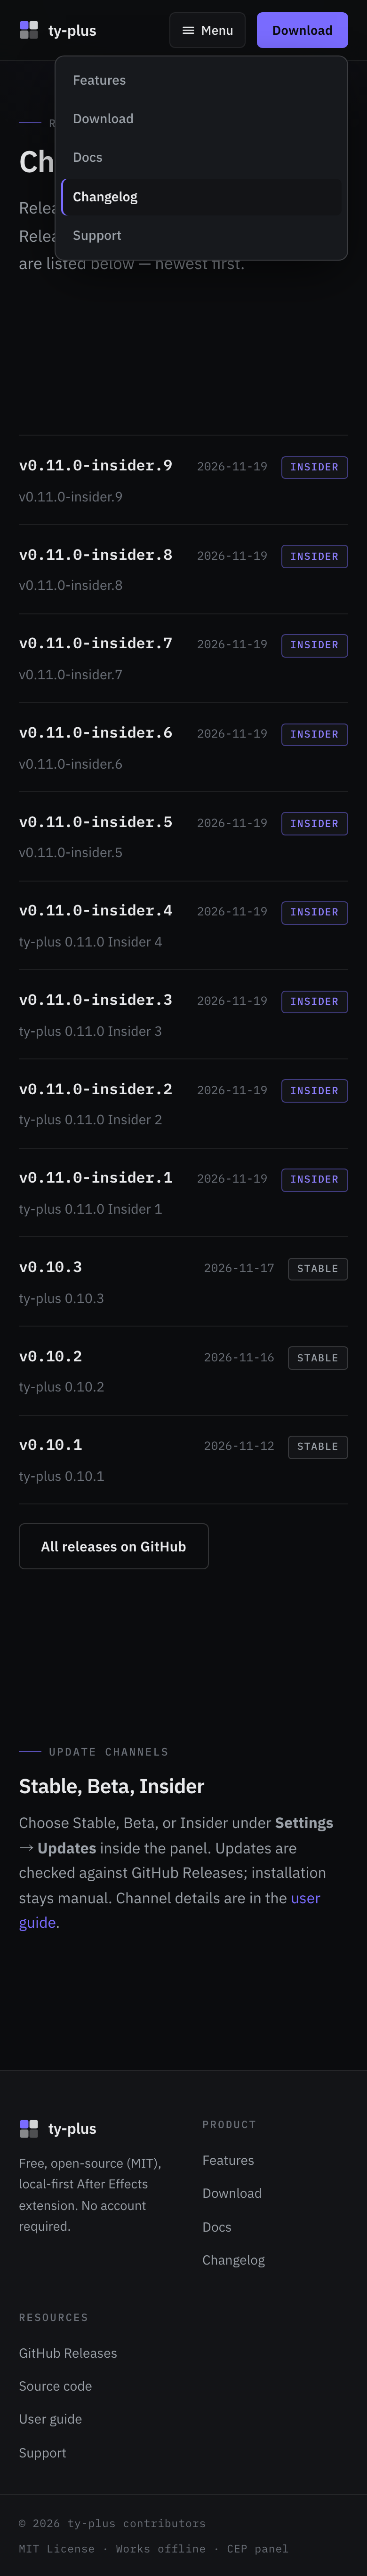 ty-plus
Menu
Download
Features
Download
Docs
Changelog
Support
R
Ch
Relea
Relea
are listed below — newest first.
v0.11.0-insider.9 2026-11-19 INSIDER
v0.11.0-insider.9
v0.11.0-insider.8 2026-11-19 INSIDER
v0.11.0-insider.8
v0.11.0-insider.7 2026-11-19 INSIDER
v0.11.0-insider.7
v0.11.0-insider.6 2026-11-19 INSIDER
v0.11.0-insider.6
v0.11.0-insider.5 2026-11-19 INSIDER
v0.11.0-insider.5
v0.11.0-insider.4 2026-11-19 INSIDER
ty-plus 0.11.0 Insider 4
v0.11.0-insider.3 2026-11-19 INSIDER
ty-plus 0.11.0 Insider 3
v0.11.0-insider.2 2026-11-19 INSIDER
ty-plus 0.11.0 Insider 2
v0.11.0-insider.1 2026-11-19 INSIDER
ty-plus 0.11.0 Insider 1
v0.10.3 2026-11-17 STABLE
ty-plus 0.10.3
v0.10.2 2026-11-16 STABLE
ty-plus 0.10.2
v0.10.1 2026-11-12 STABLE
ty-plus 0.10.1
All releases on GitHub
UPDATE CHANNELS
Stable, Beta, Insider
Choose Stable, Beta, or Insider under Settings
→ Updates inside the panel. Updates are
checked against GitHub Releases; installation
stays manual. Channel details are in the user
guide.
ty-plus
Free, open-source (MIT),
local-first After Effects
extension. No account
required.
PRODUCT
Features
Download
Docs
Changelog
RESOURCES
GitHub Releases
Source code
User guide
Support
© 2026 ty-plus contributors
MIT License · Works offline · CEP panel